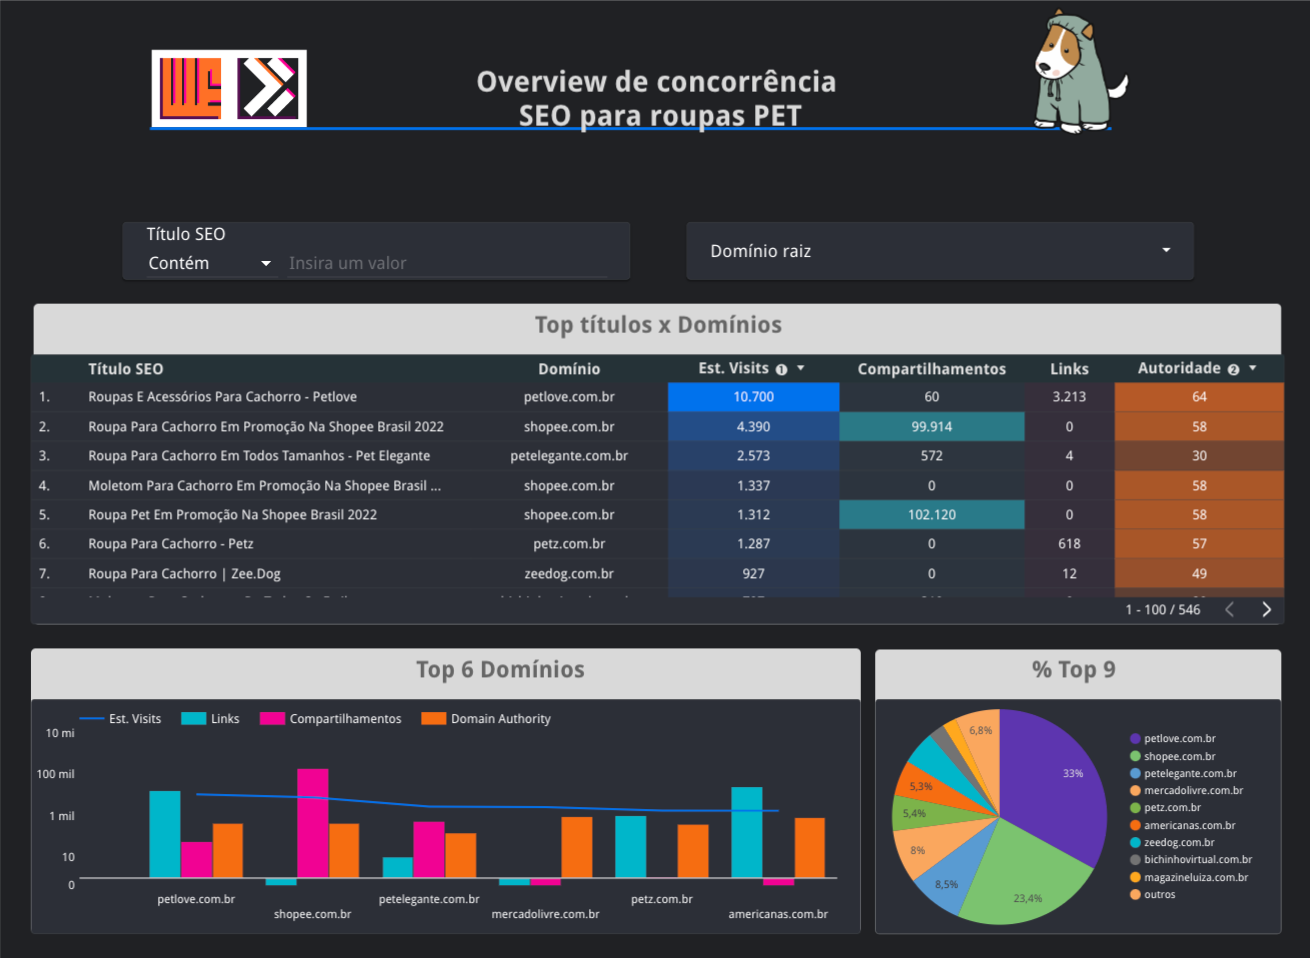 Overview de concorrência
SEO para roupas PET
Título SEO
Contém Insira um valor
Domínio raiz
Top títulos x Domínios
Título SEO Domínio Est. Visits 1 Compartilhamentos Links Autoridade 2
1. Roupas E Acessórios Para Cachorro - Petlove petlove.com.br 10.700 60 3.213 64
2. Roupa Para Cachorro Em Promoção Na Shopee Brasil 2022 shopee.com.br 4.390 99.914 0 58
3. Roupa Para Cachorro Em Todos Tamanhos - Pet Elegante petelegante.com.br 2.573 572 4 30
4. Moletom Para Cachorro Em Promoção Na Shopee Brasil ... shopee.com.br 1.337 0 0 58
5. Roupa Pet Em Promoção Na Shopee Brasil 2022 shopee.com.br 1.312 102.120 0 58
6. Roupa Para Cachorro - Petz petz.com.br 1.287 0 618 57
7. Roupa Para Cachorro | Zee.Dog zeedog.com.br 927 0 12 49
1 - 100 / 546
Top 6 Domínios
Est. Visits Links Compartilhamentos Domain Authority
10 mi
100 mil
1 mil
10
0
petlove.com.br
shopee.com.br
petelegante.com.br
mercadolivre.com.br
petz.com.br
americanas.com.br
% Top 9
33%
23,4%
8,5%
8%
5,4%
5,3%
6,8%
petlove.com.br
shopee.com.br
petelegante.com.br
mercadolivre.com.br
petz.com.br
americanas.com.br
zeedog.com.br
bichinhovirtual.com.br
magazineluiza.com.br
outros